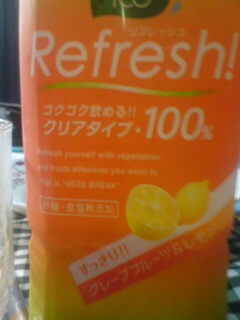 リフレッシュ
Refresh!
ゴクゴク飲める!!
クリアタイプ・100%
Refresh yourself with vegetables
and fruits whenever you want to.
That is "VEGE BREAK".
砂糖・食塩無添加
すっきり!!
グレープフルーツ&レモン